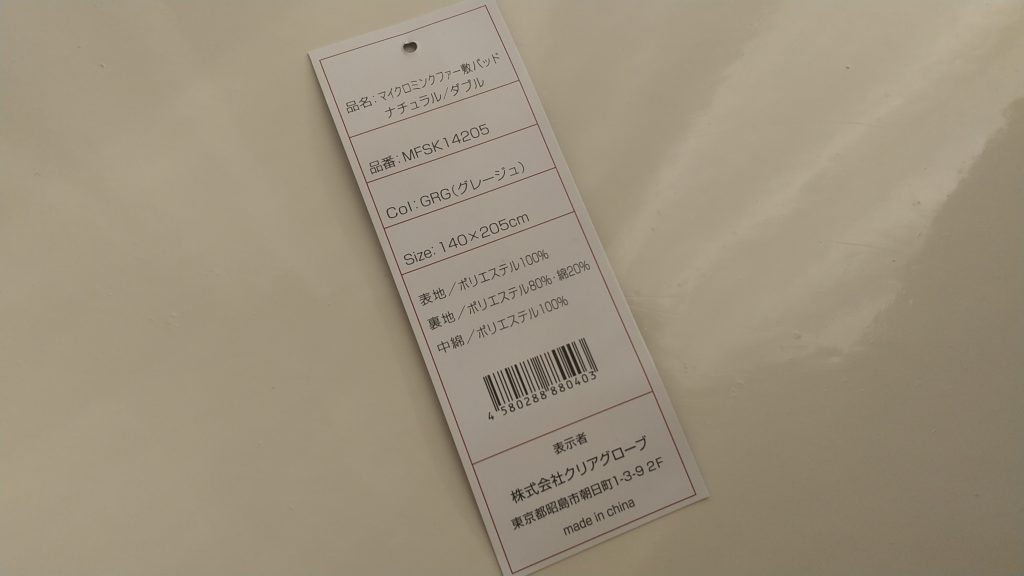 品名:マイクロミンクファー敷パッド
ナチュラル/ダブル
品番:MFSK14205
Col:GRG(グレージュ)
Size:140×205cm
表地/ポリエステル100%
裏地/ポリエステル80%・綿20%
中綿/ポリエステル100%
4 580288 880403
表示者
株式会社クリアグローブ
東京都昭島市朝日町1-3-9 2F
made in china